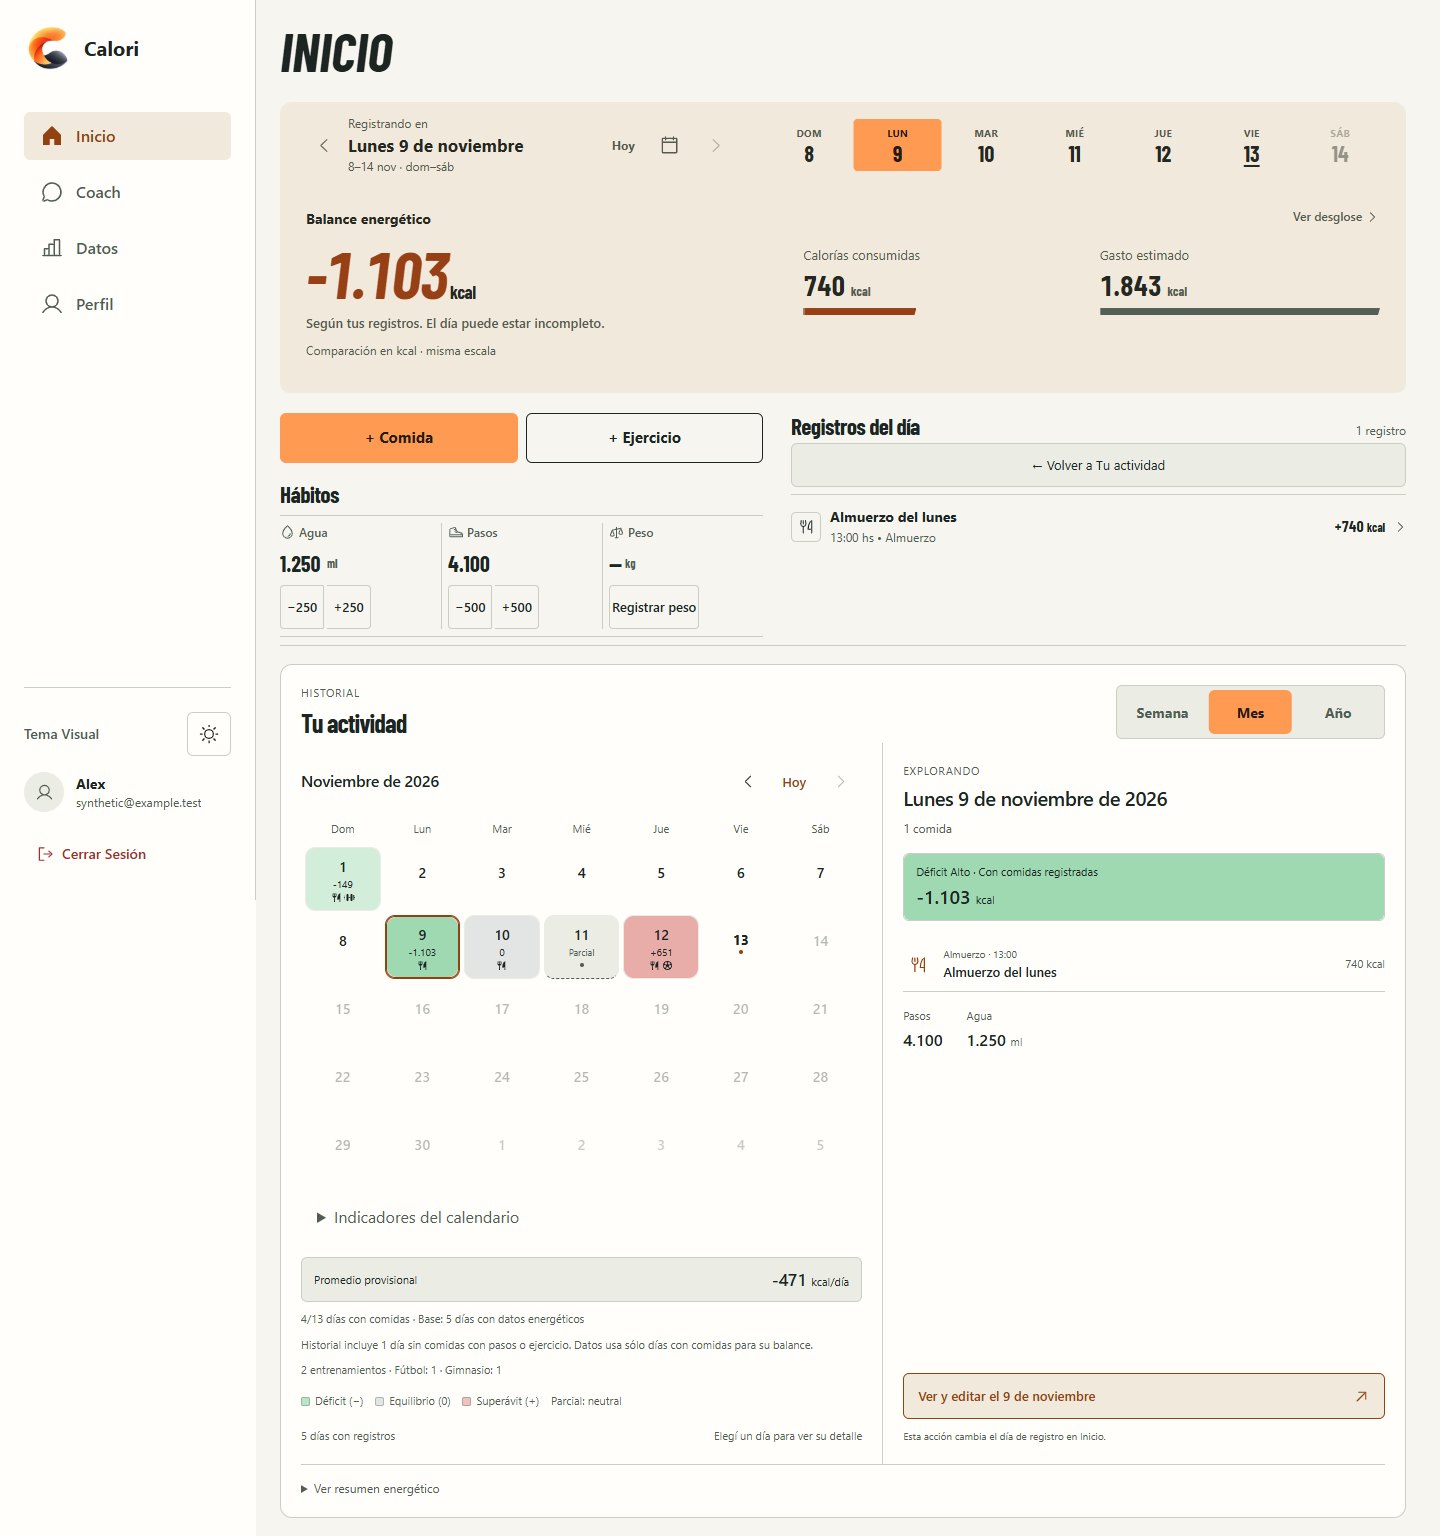 Calori
Inicio
Coach
Datos
Perfil
Tema Visual
Alex
synthetic@example.test
Cerrar Sesión
INICIO
Registrando en
Lunes 9 de noviembre
8–14 nov · dom–sáb
Hoy
DOM
8
LUN
9
MAR
10
MIÉ
11
JUE
12
VIE
13
SÁB
14
Balance energético
Ver desglose
-1.103 kcal
Según tus registros. El día puede estar incompleto.
Comparación en kcal · misma escala
Calorías consumidas
740 kcal
Gasto estimado
1.843 kcal
+ Comida
+ Ejercicio
Hábitos
Agua
1.250 ml
−250
+250
Pasos
4.100
−500
+500
Peso
— kg
Registrar peso
Registros del día
1 registro
← Volver a Tu actividad
Almuerzo del lunes
13:00 hs • Almuerzo
+740 kcal
HISTORIAL
Tu actividad
Semana
Mes
Año
Noviembre de 2026
Hoy
Dom Lun Mar Mié Jue Vie Sáb
1 2 3 4 5 6 7
-149
8 9 10 11 12 13 14
-1.103 0 Parcial +651
15 16 17 18 19 20 21
22 23 24 25 26 27 28
29 30 1 2 3 4 5
▶ Indicadores del calendario
Promedio provisional
-471 kcal/día
4/13 días con comidas · Base: 5 días con datos energéticos
Historial incluye 1 día sin comidas con pasos o ejercicio. Datos usa sólo días con comidas para su balance.
2 entrenamientos · Fútbol: 1 · Gimnasio: 1
Déficit (−) Equilibrio (0) Superávit (+) Parcial: neutral
5 días con registros
Elegí un día para ver su detalle
EXPLORANDO
Lunes 9 de noviembre de 2026
1 comida
Déficit Alto · Con comidas registradas
-1.103 kcal
Almuerzo · 13:00
Almuerzo del lunes
740 kcal
Pasos
4.100
Agua
1.250 ml
Ver y editar el 9 de noviembre
Esta acción cambia el día de registro en Inicio.
▶ Ver resumen energético